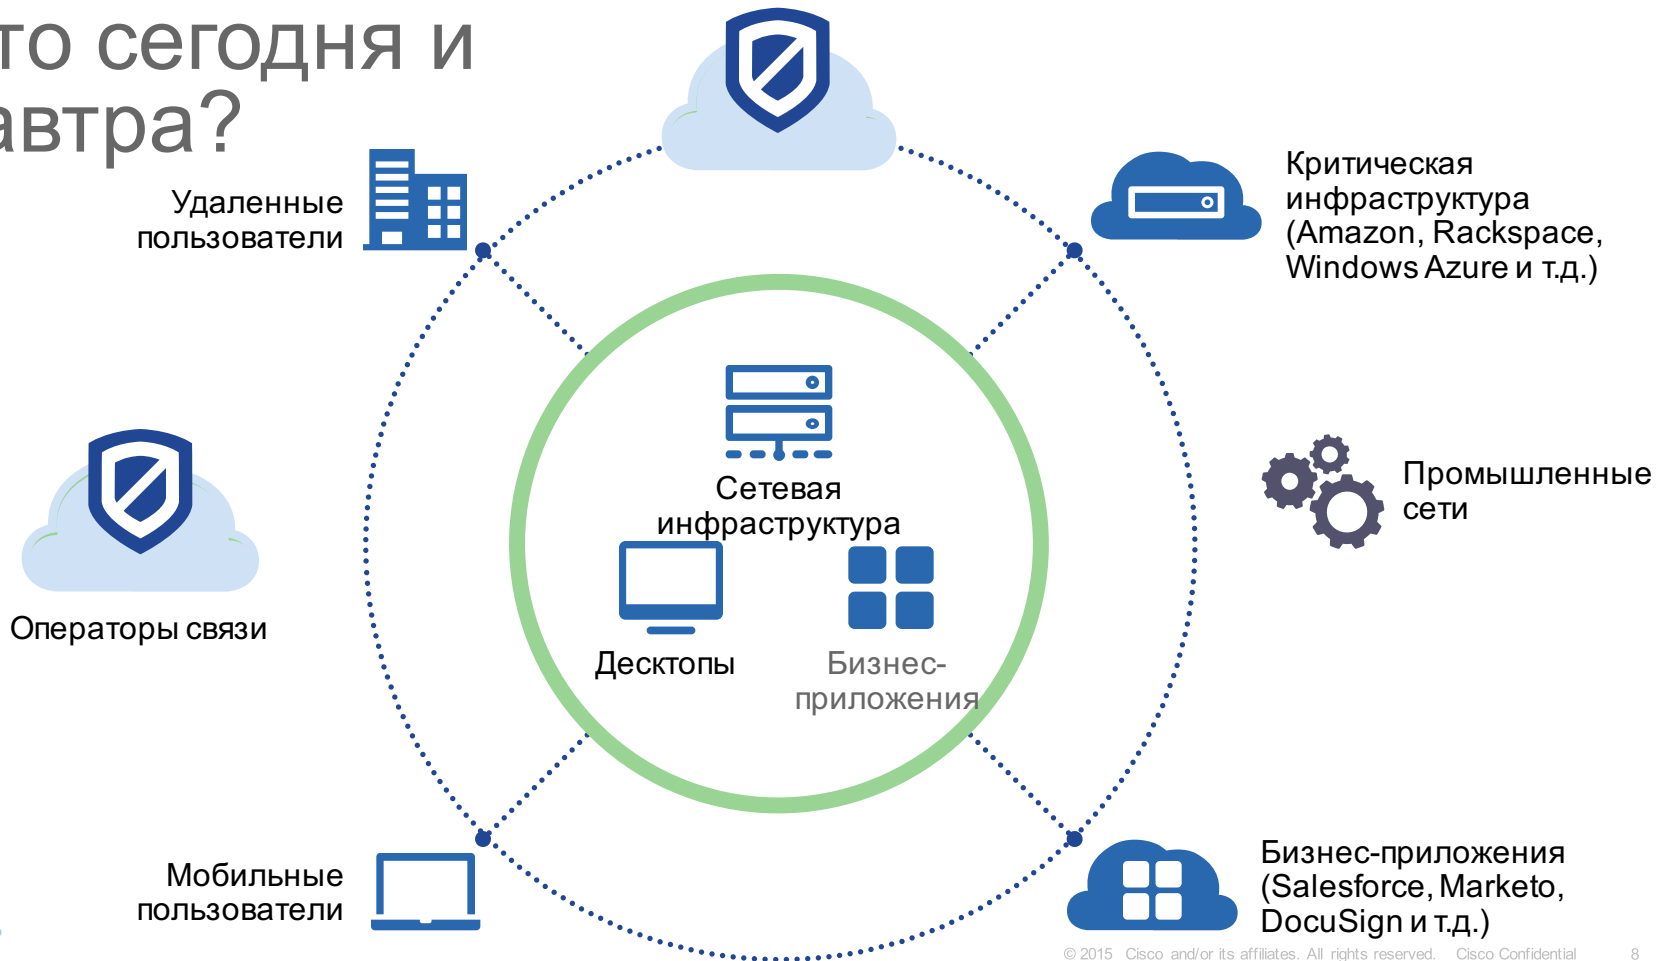 то сегодня и
автра?
Удаленные
пользователи
Критическая
инфраструктура
(Amazon, Rackspace,
Windows Azure и т.д.)
Сетевая
инфраструктура
Промышленные
сети
Операторы связи
Десктопы
Бизнес-
приложения
Мобильные
пользователи
Бизнес-приложения
(Salesforce, Marketo,
DocuSign и т.д.)
© 2015 Cisco and/or its affiliates. All rights reserved. Cisco Confidential 8